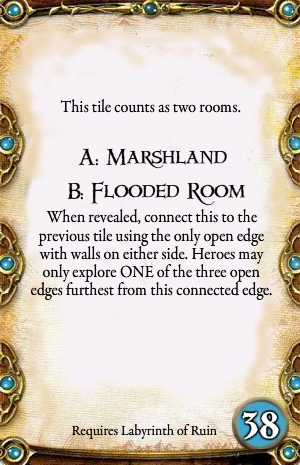 This tile counts as two rooms.
A: Marshland
B: Flooded Room
When revealed, connect this to the
previous tile using the only open edge
with walls on either side. Heroes may
only explore ONE of the three open
edges furthest from this connected edge.
Requires Labyrinth of Ruin
38